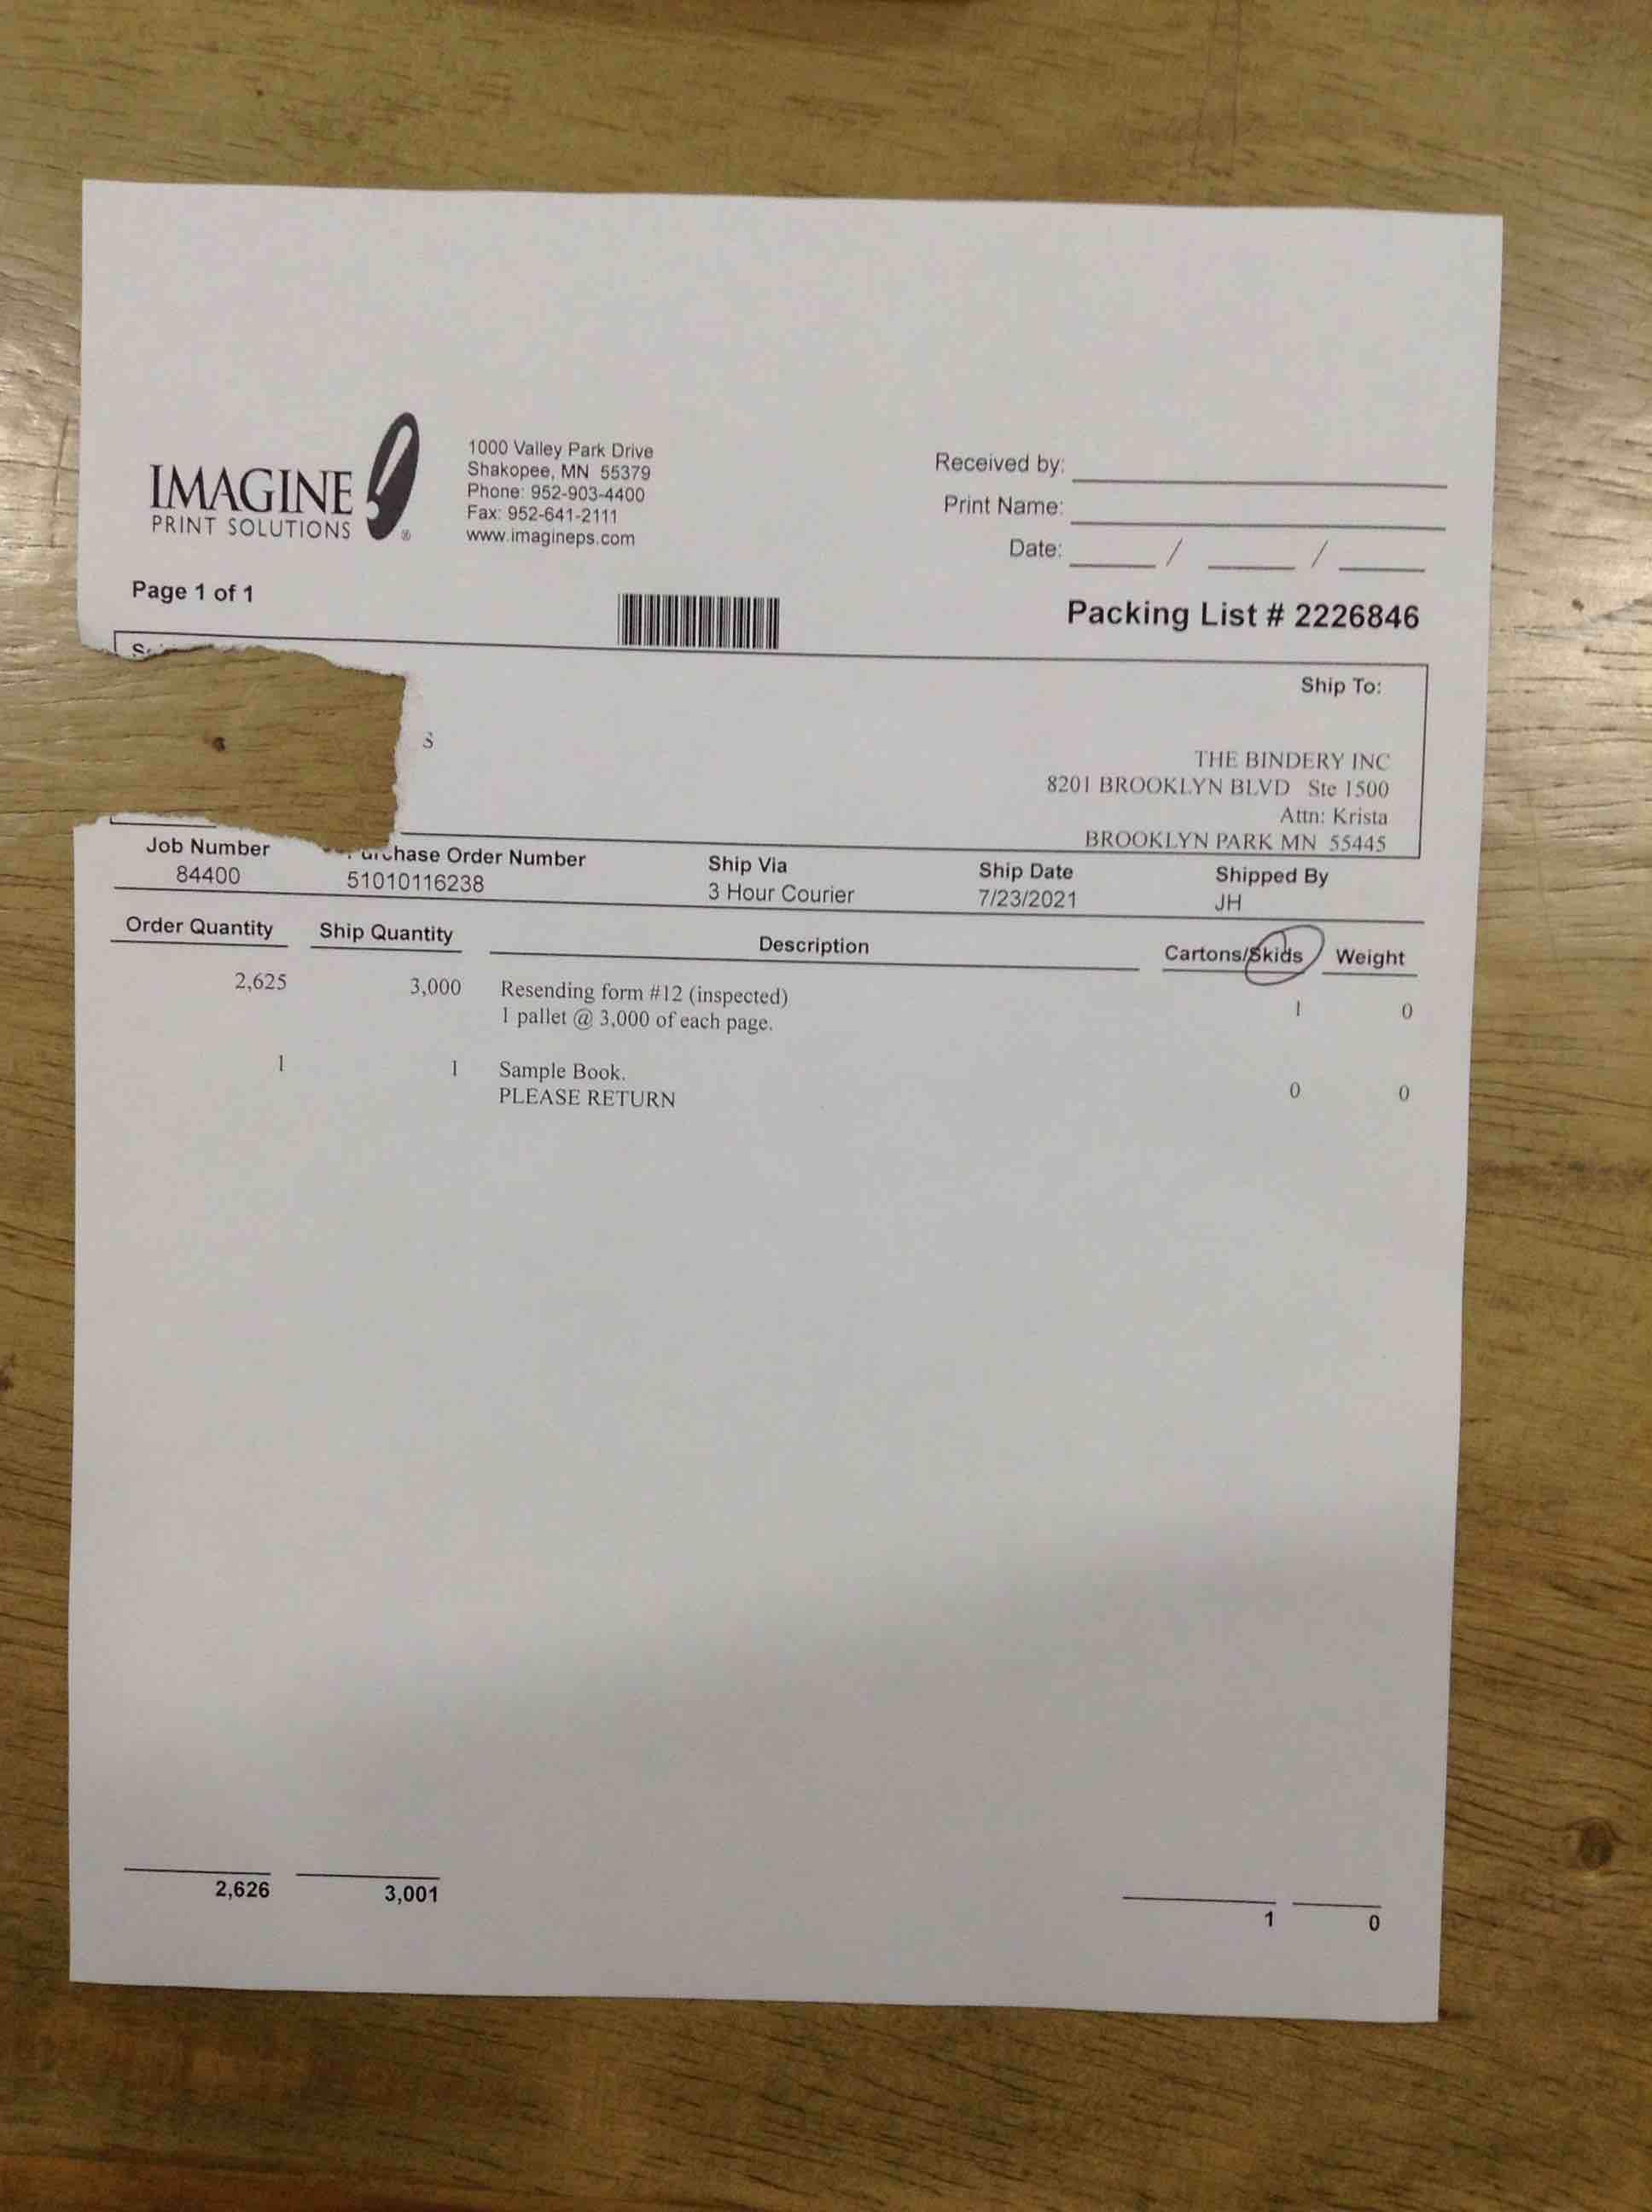 IMAGINE
PRINT SOLUTIONS
®
1000 Valley Park Drive
Shakopee, MN 55379
Phone: 952-903-4400
Fax: 952-641-2111
www.imagineps.com
Received by:
Print Name:
Date: / /
Page 1 of 1
Packing List # 2226846
Ship To:
S
THE BINDERY INC
8201 BROOKLYN BLVD Ste 1500
Attn: Krista
BROOKLYN PARK MN 55445
Job Number Order Number Ship Via Ship Date Shipped By
84400 51010116238 3 Hour Courier 7/23/2021 JH
Order Quantity Ship Quantity Description Cartons/Skids Weight
2,625 3,000 Resending form #12 (inspected) 1 0
1 pallet @ 3,000 of each page.
1 1 Sample Book. 0 0
PLEASE RETURN
2,626 3,001 1 0